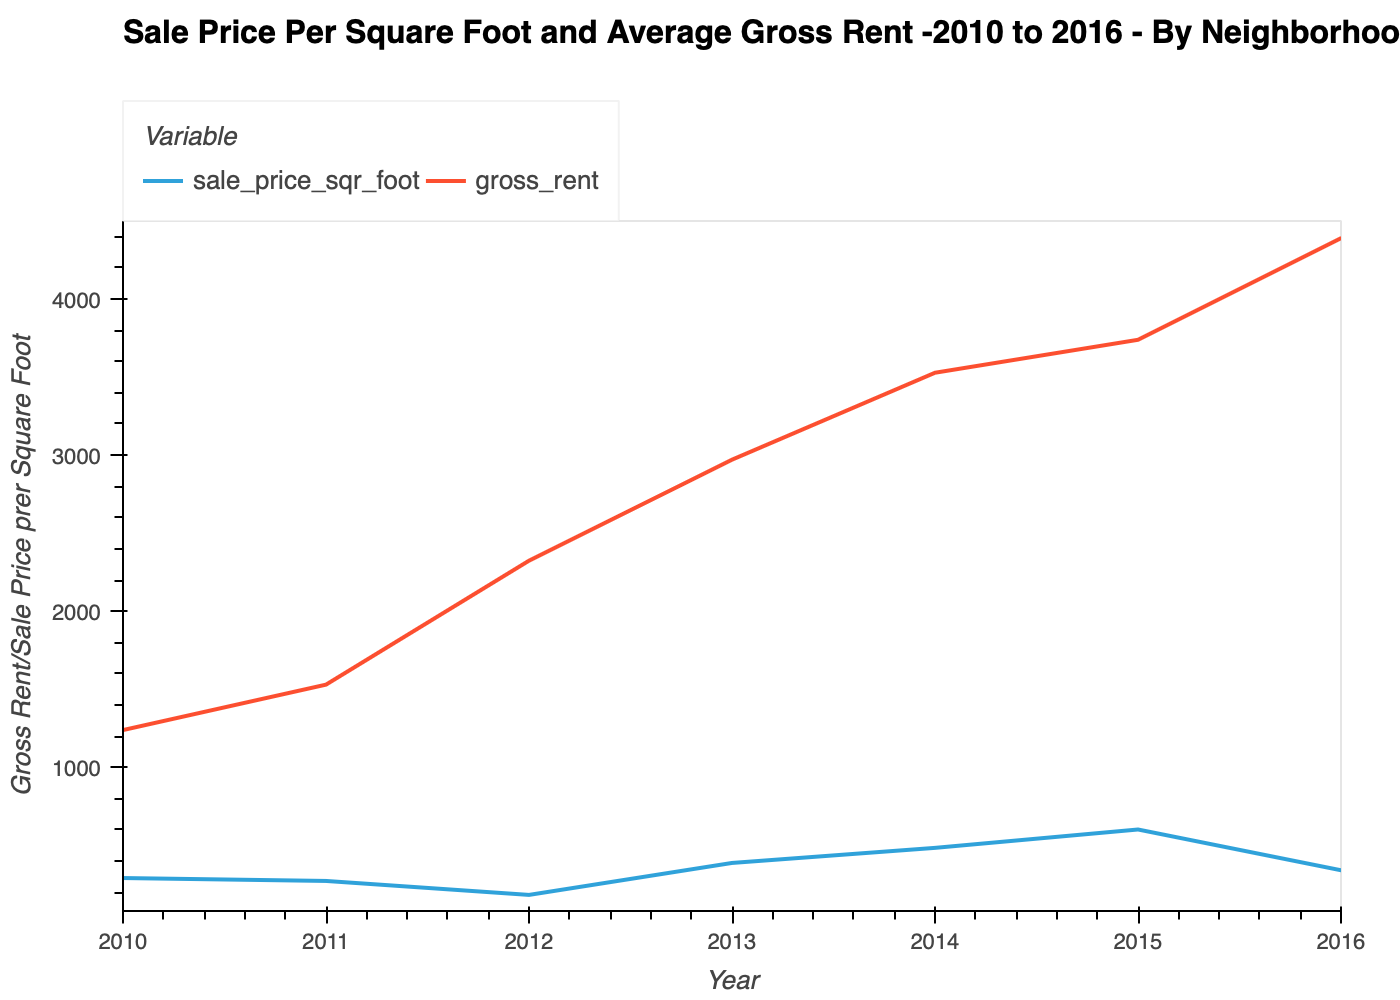 Sale Price Per Square Foot and Average Gross Rent -2010 to 2016 - By Neighborhoo
Variable
sale_price_sqr_foot gross_rent
4000
3000
2000
1000
Gross Rent/Sale Price prer Square Foot
2010 2011 2012 2013 2014 2015 2016
Year